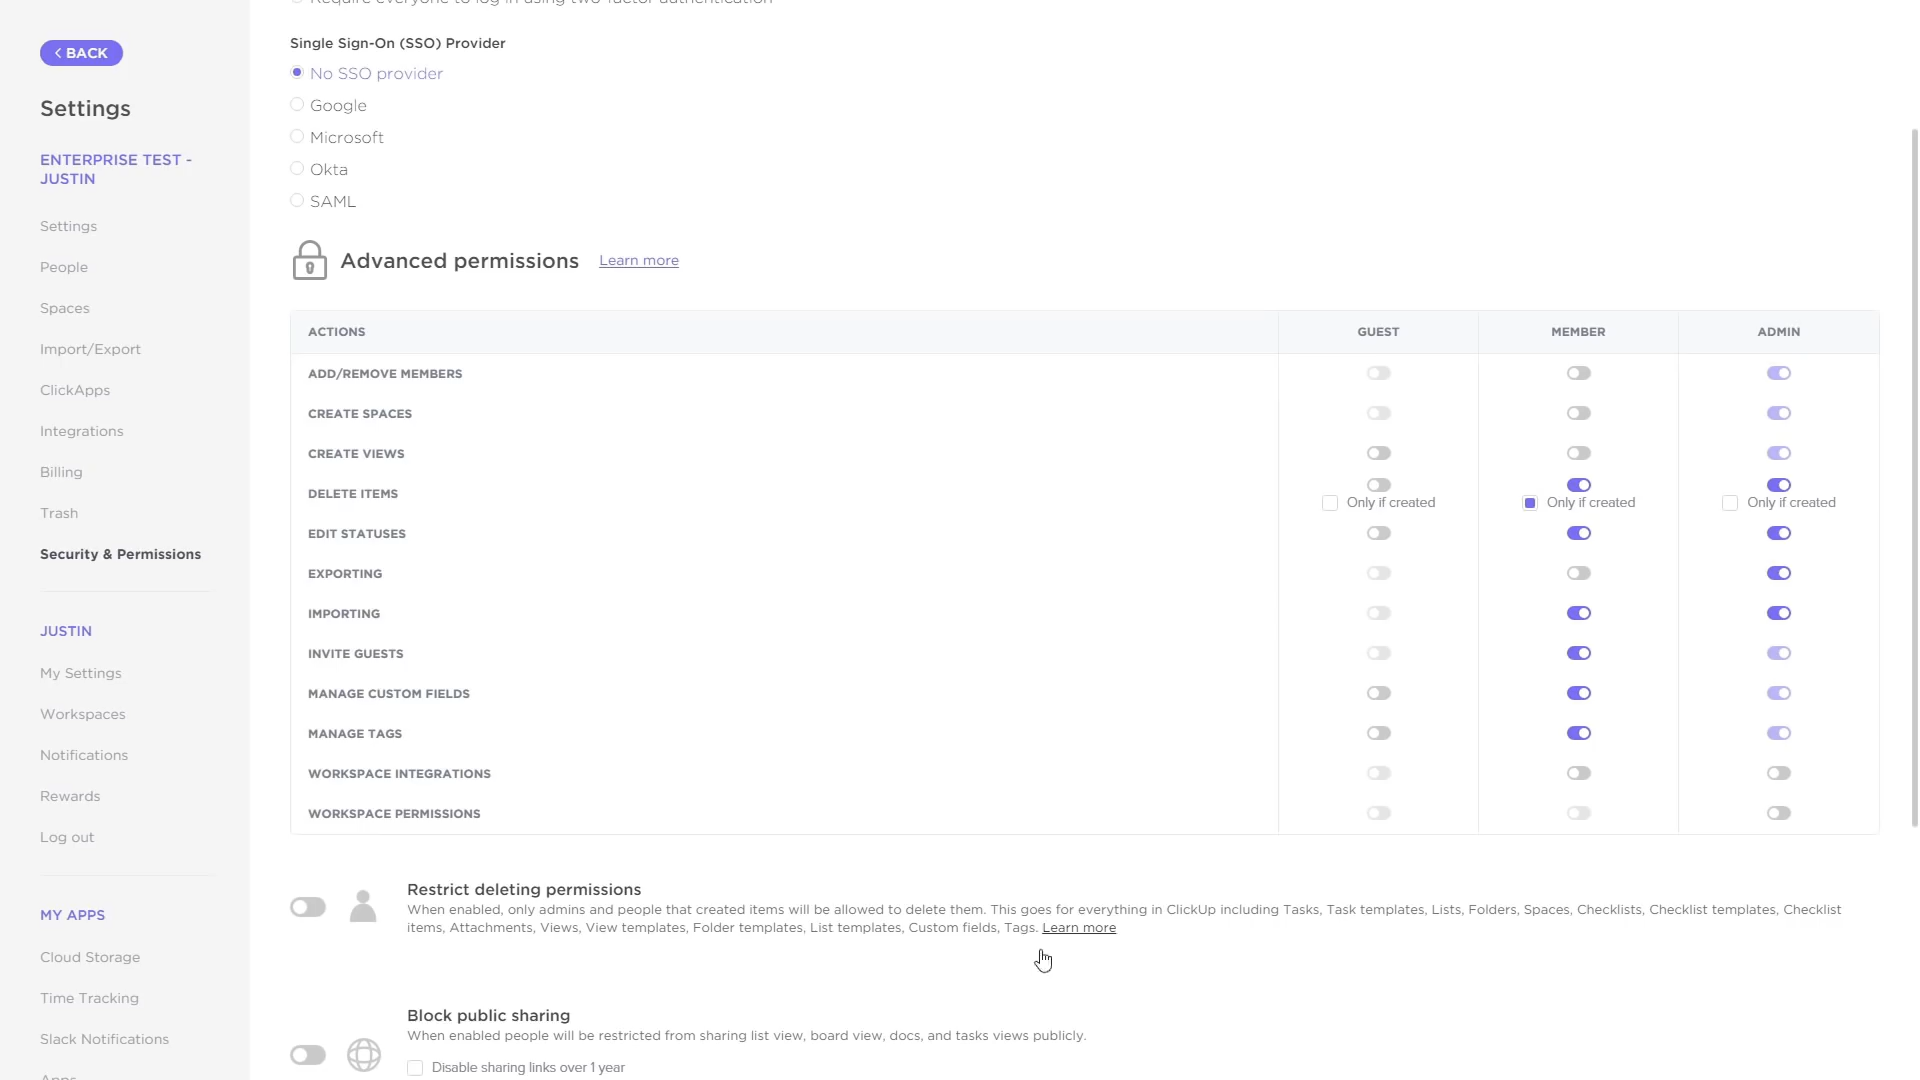 Require everyone to log in using two-factor authentication
BACK
Settings
ENTERPRISE TEST -
JUSTIN
Settings
People
Spaces
Import/Export
ClickApps
Integrations
Billing
Trash
Security & Permissions
JUSTIN
My Settings
Workspaces
Notifications
Rewards
Log out
MY APPS
Cloud Storage
Time Tracking
Slack Notifications
Apps
Single Sign-On (SSO) Provider
No SSO provider
Google
Microsoft
Okta
SAML
Advanced permissions Learn more
ACTIONS GUEST MEMBER ADMIN
ADD/REMOVE MEMBERS
CREATE SPACES
CREATE VIEWS
DELETE ITEMS
Only if created Only if created Only if created
EDIT STATUSES
EXPORTING
IMPORTING
INVITE GUESTS
MANAGE CUSTOM FIELDS
MANAGE TAGS
WORKSPACE INTEGRATIONS
WORKSPACE PERMISSIONS
Restrict deleting permissions
When enabled, only admins and people that created items will be allowed to delete them. This goes for everything in ClickUp including Tasks, Task templates, Lists, Folders, Spaces, Checklists, Checklist templates, Checklist
items, Attachments, Views, View templates, Folder templates, List templates, Custom fields, Tags. Learn more
Block public sharing
When enabled people will be restricted from sharing list view, board view, docs, and tasks views publicly.
Disable sharing links over 1 year